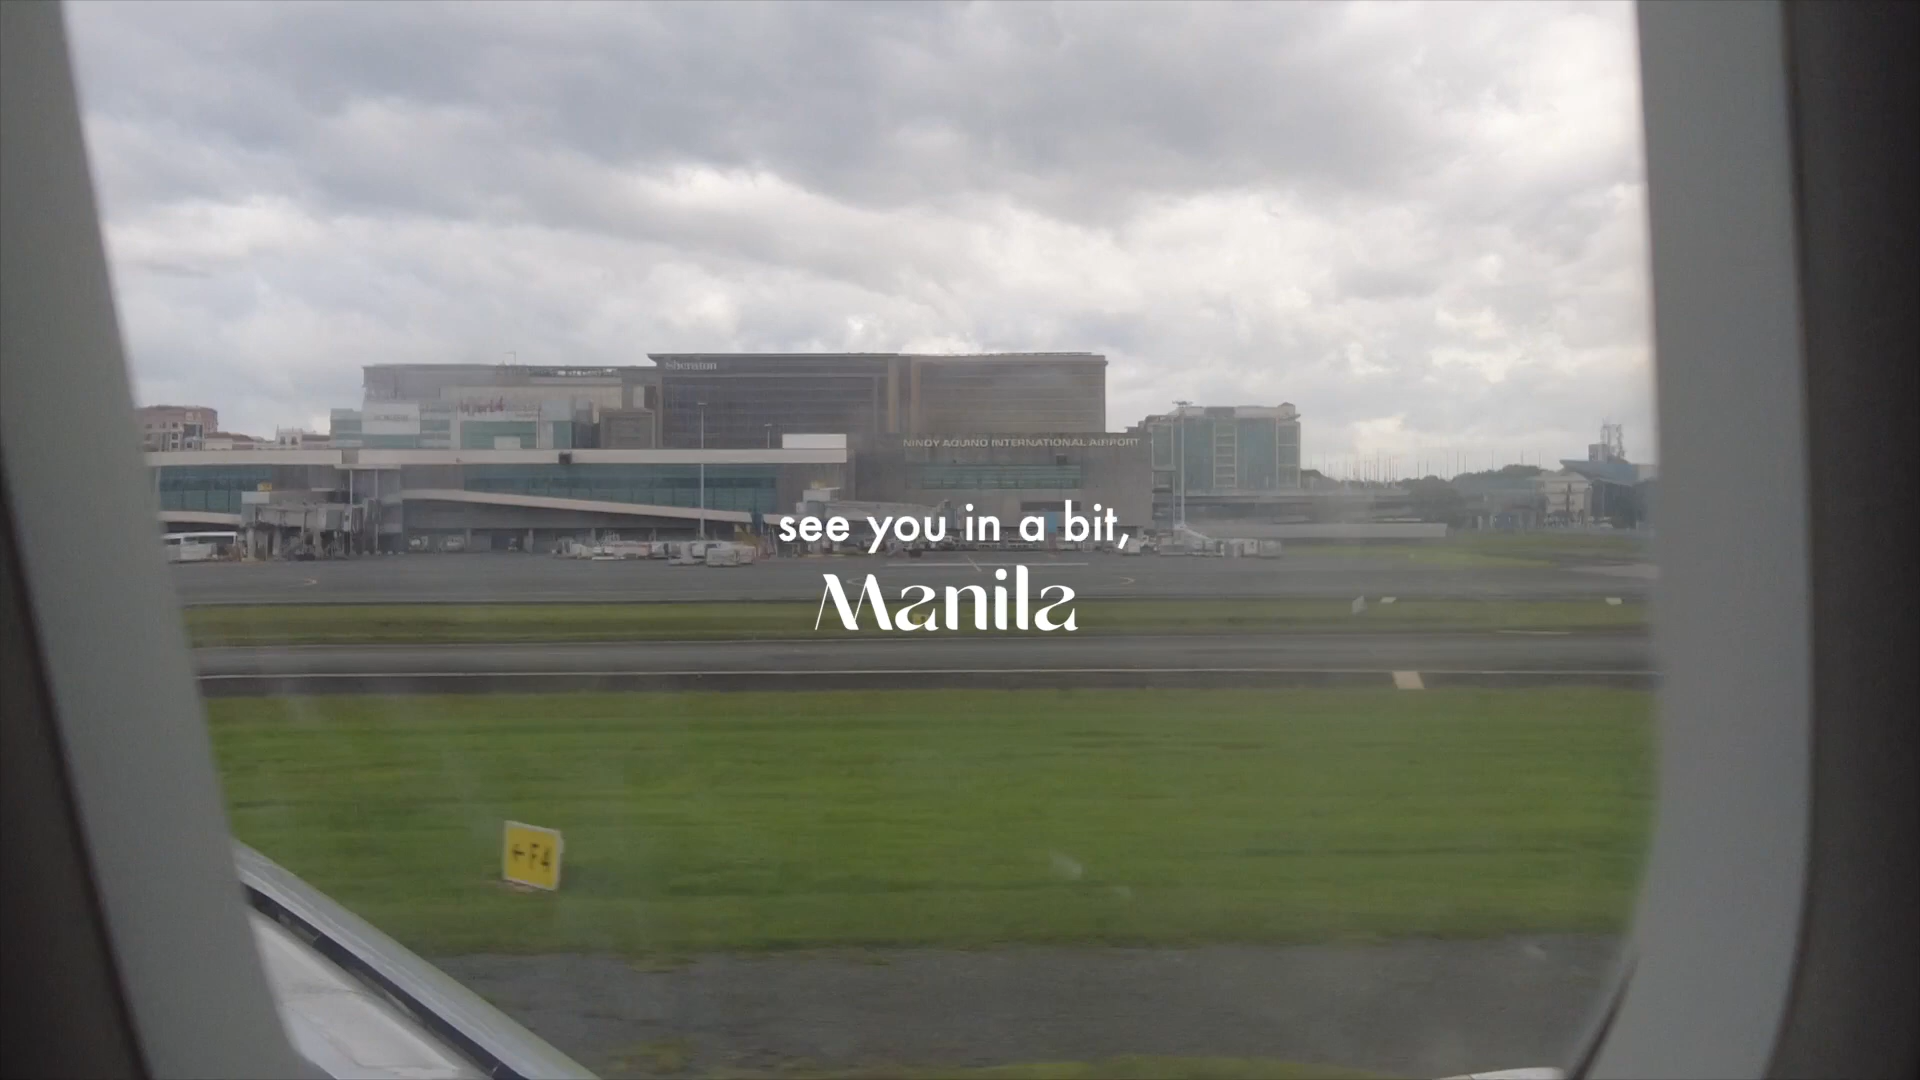 Sheraton
NINOY AQUINO INTERNATIONAL AIRPORT
see you in a bit,
Manila
←F4